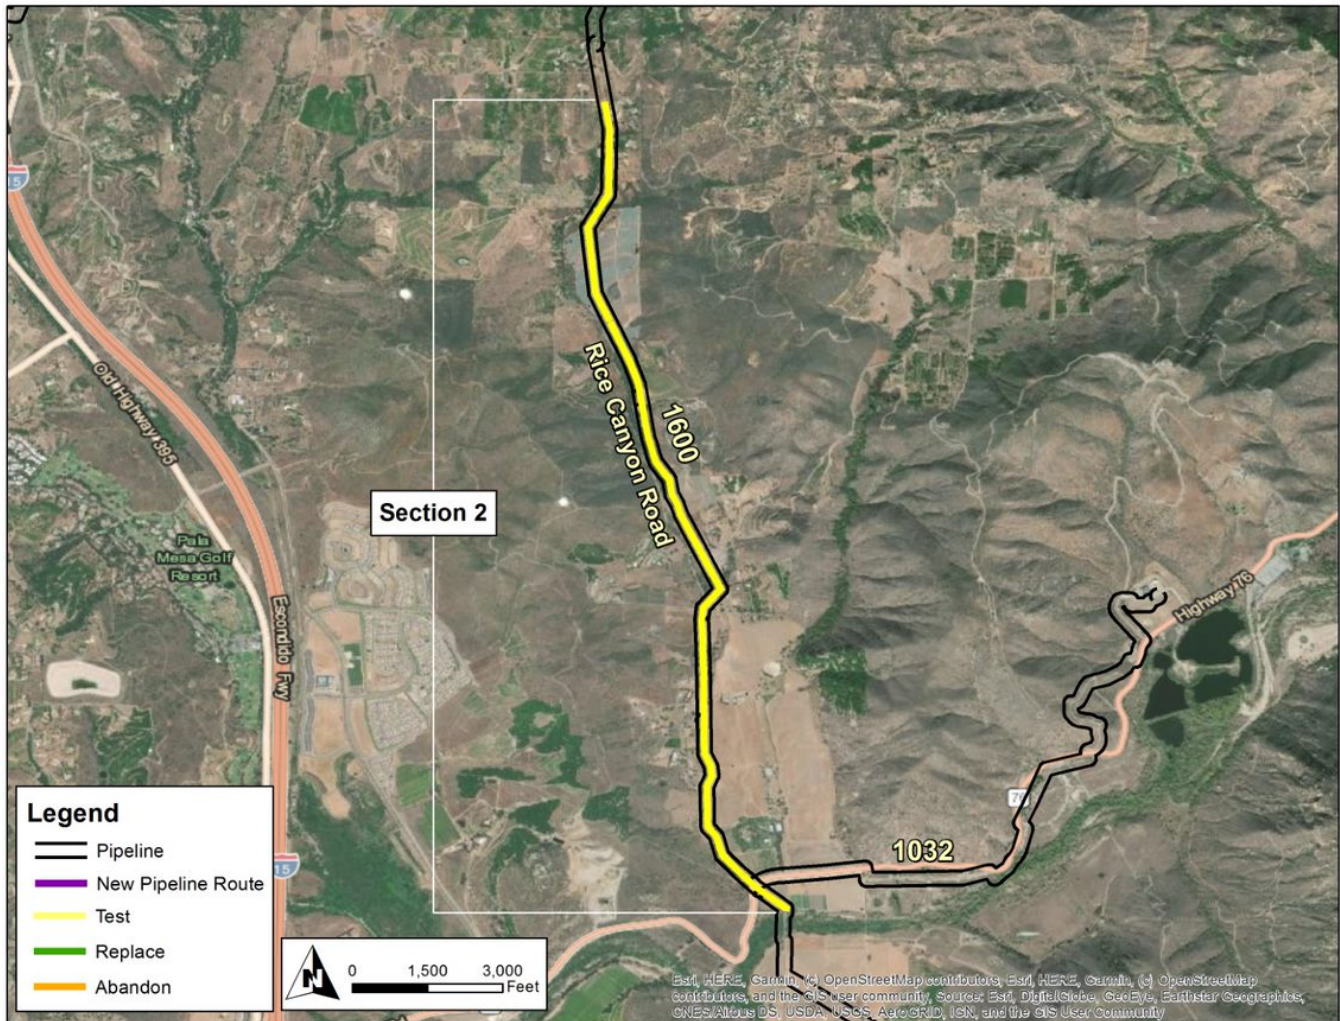 15
Old Highway 395
Rice Canyon Road
1600
Section 2
Pala
Mesa Golf
Resort
Escondido Fwy
Highway 76
76
1032
15
Legend
Pipeline
New Pipeline Route
Test
Replace
Abandon
N
0 1,500 3,000
Feet
Esri, HERE, Garmin, (c) OpenStreetMap contributors, Esri, HERE, Garmin, (c) OpenStreetMap
contributors, and the GIS user community, Source: Esri, DigitalGlobe, GeoEye, Earthstar Geographics,
CNES/Airbus DS, USDA, USGS, AeroGRID, IGN, and the GIS User Community